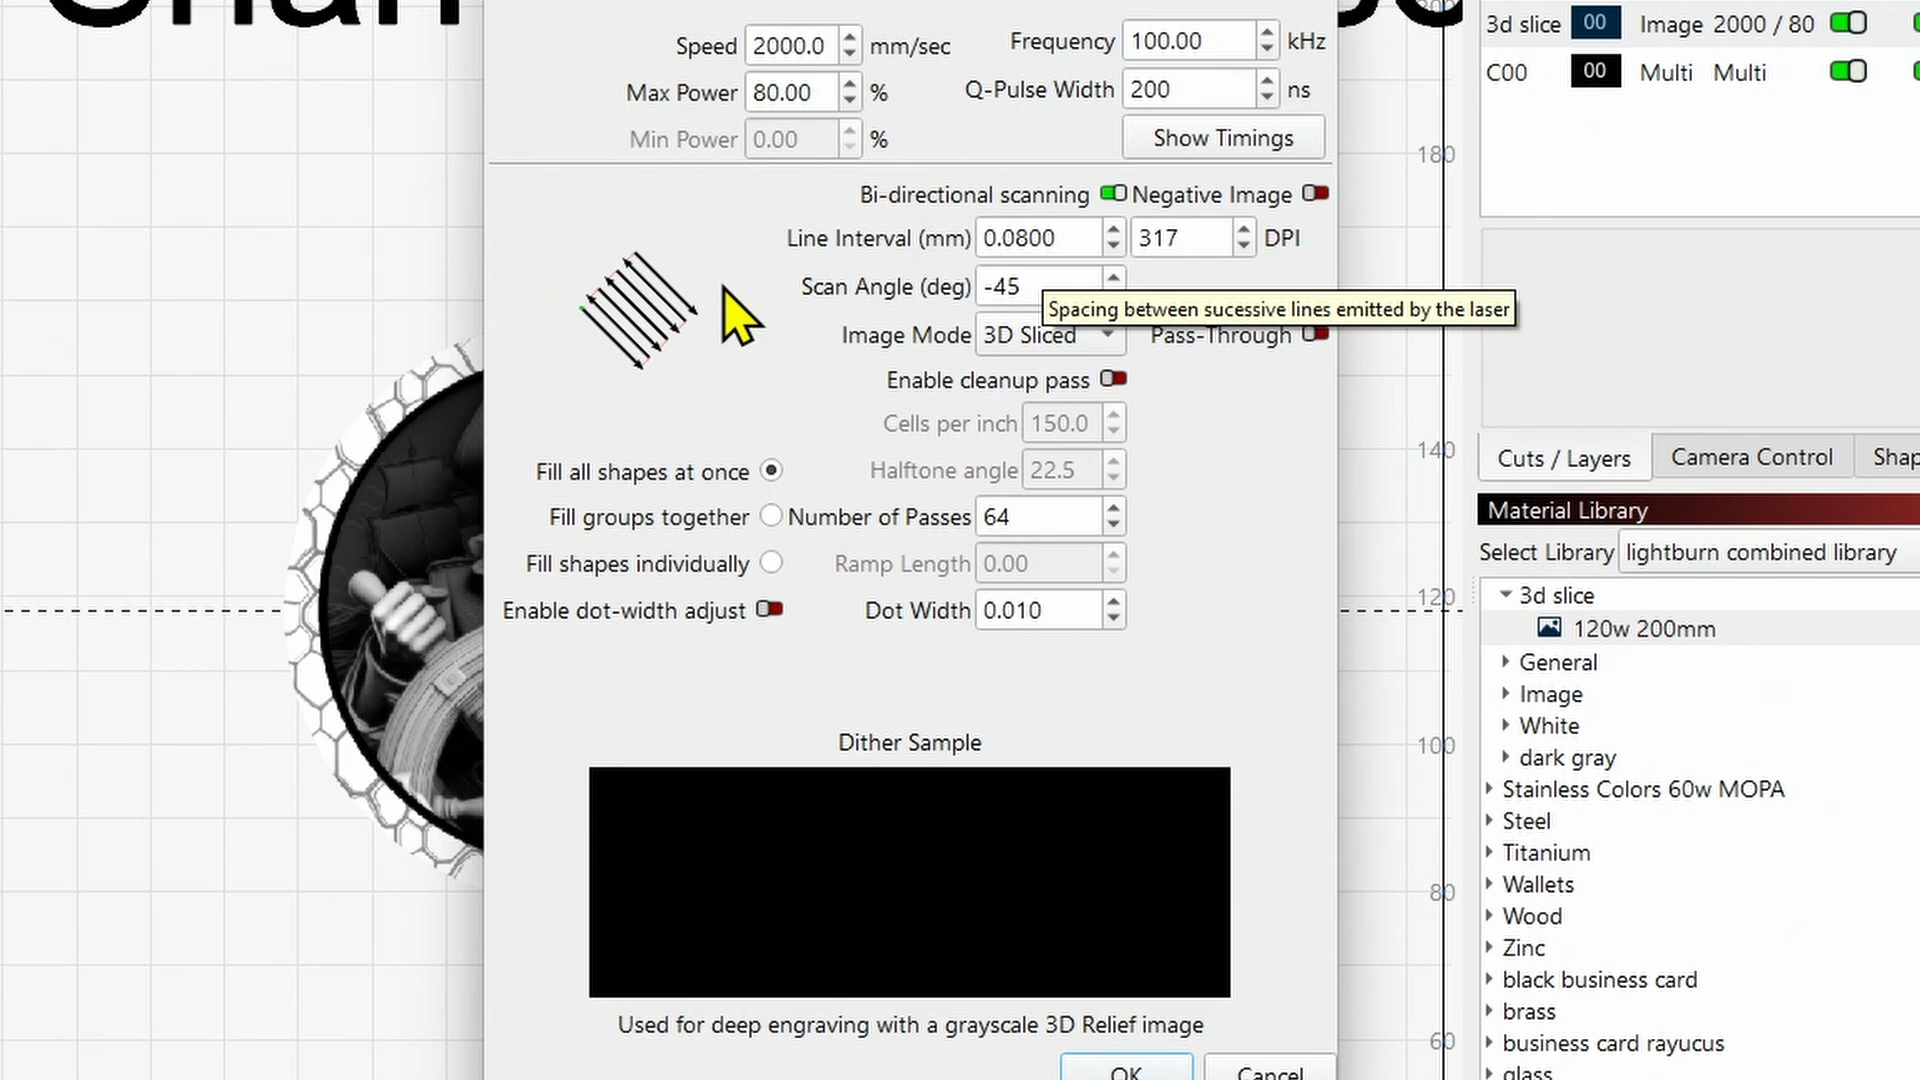 Speed 2000.0 mm/sec Frequency 100.00 kHz
Max Power 80.00 % Q-Pulse Width 200 ns
Min Power 0.00 % Show Timings
Bi-directional scanning Negative Image
Line Interval (mm) 0.0800 317 DPI
Scan Angle (deg) -45
Spacing between sucessive lines emitted by the laser
Image Mode 3D Sliced Pass-Through
Enable cleanup pass
Cells per inch 150.0
Fill all shapes at once Halftone angle 22.5
Fill groups together Number of Passes 64
Fill shapes individually Ramp Length 0.00
Enable dot-width adjust Dot Width 0.010
Dither Sample
Used for deep engraving with a grayscale 3D Relief image
OK Cancel
180
140
120
100
80
60
3d slice 00 Image 2000 / 80
C00 00 Multi Multi
Cuts / Layers Camera Control Shap
Material Library
Select Library lightburn combined library
3d slice
120w 200mm
General
Image
White
dark gray
Stainless Colors 60w MOPA
Steel
Titanium
Wallets
Wood
Zinc
black business card
brass
business card rayucus
glass